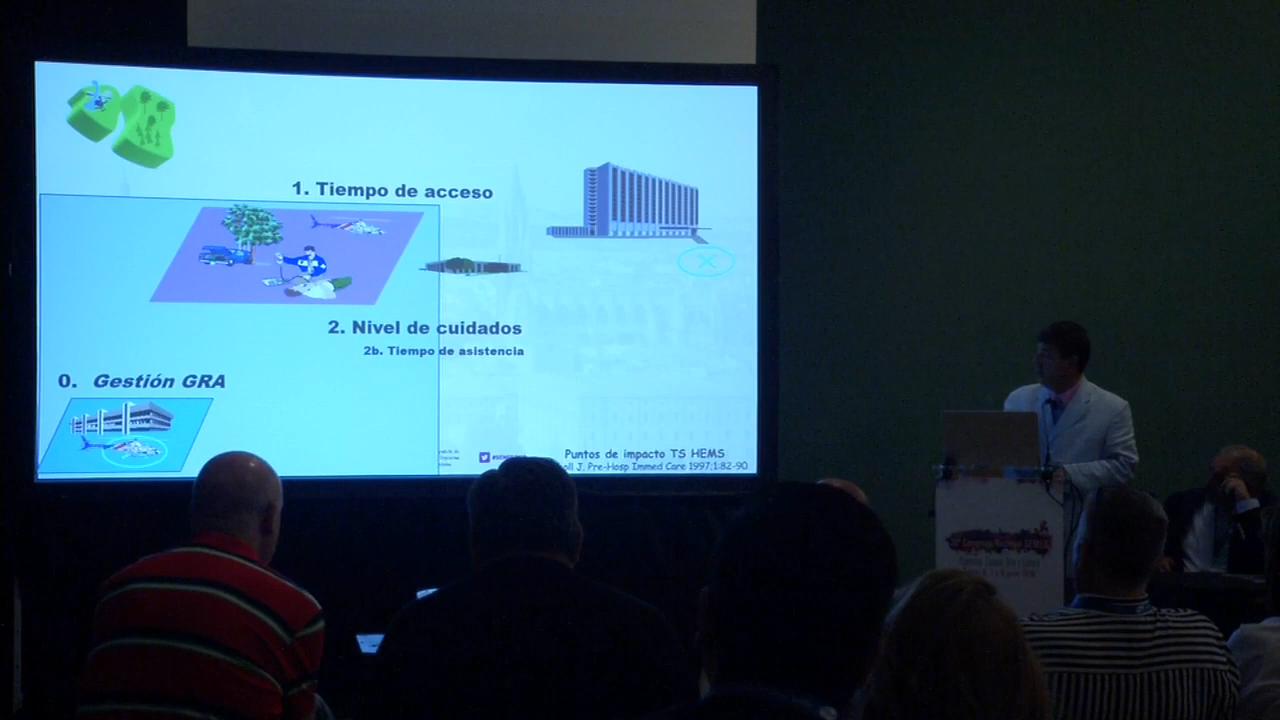 1. Tiempo de acceso
2. Nivel de cuidados
2b. Tiempo de asistencia
0. Gestión GRA
Puntos de impacto TS HEMS
J. Pre-Hosp Immed Care 1997;1:82-90